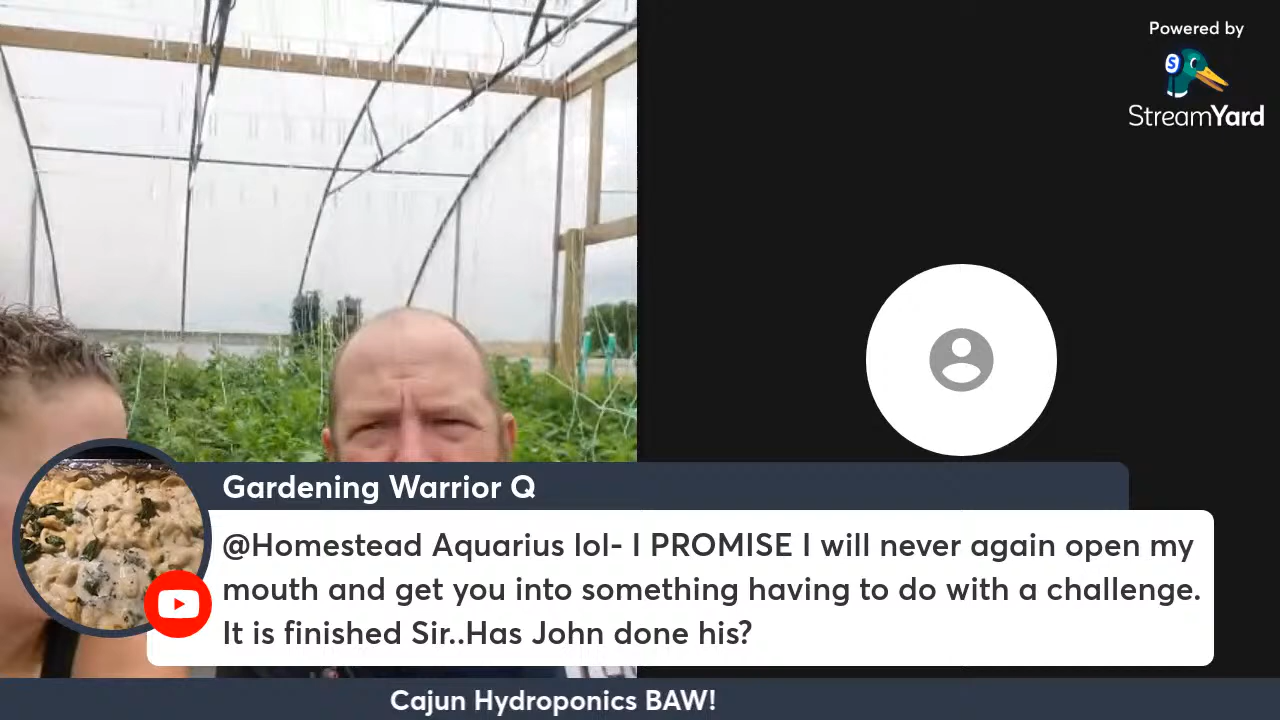 Powered by
S
StreamYard
Gardening Warrior Q
@Homestead Aquarius lol- I PROMISE I will never again open my
mouth and get you into something having to do with a challenge.
It is finished Sir..Has John done his?
Cajun Hydroponics BAW!